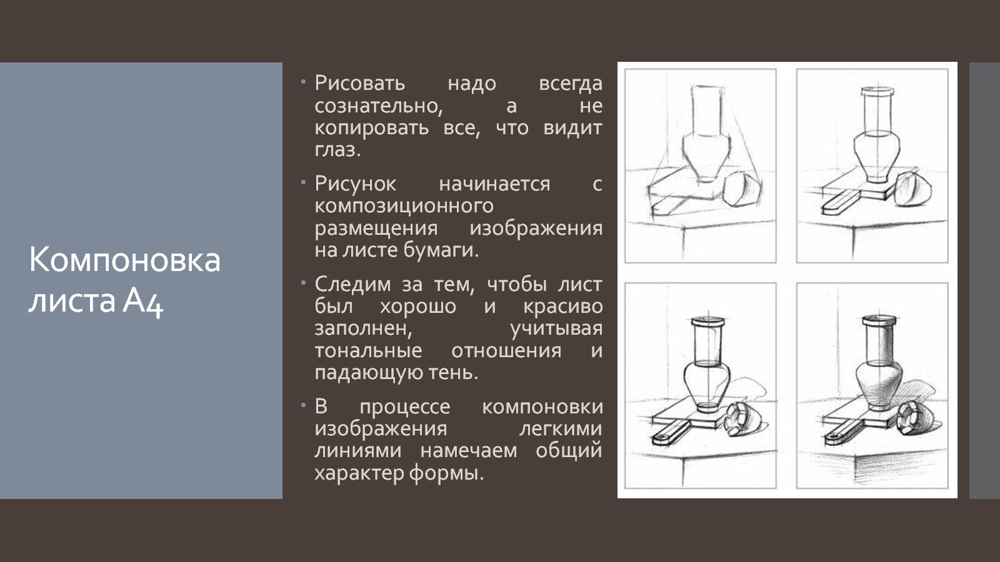 Компоновка
листа А4
• Рисовать надо всегда
сознательно, а не
копировать все, что видит
глаз.
• Рисунок начинается с
композиционного
размещения изображения
на листе бумаги.
• Следим за тем, чтобы лист
был хорошо и красиво
заполнен, учитывая
тональные отношения и
падающую тень.
• В процессе компоновки
изображения легкими
линиями намечаем общий
характер формы.